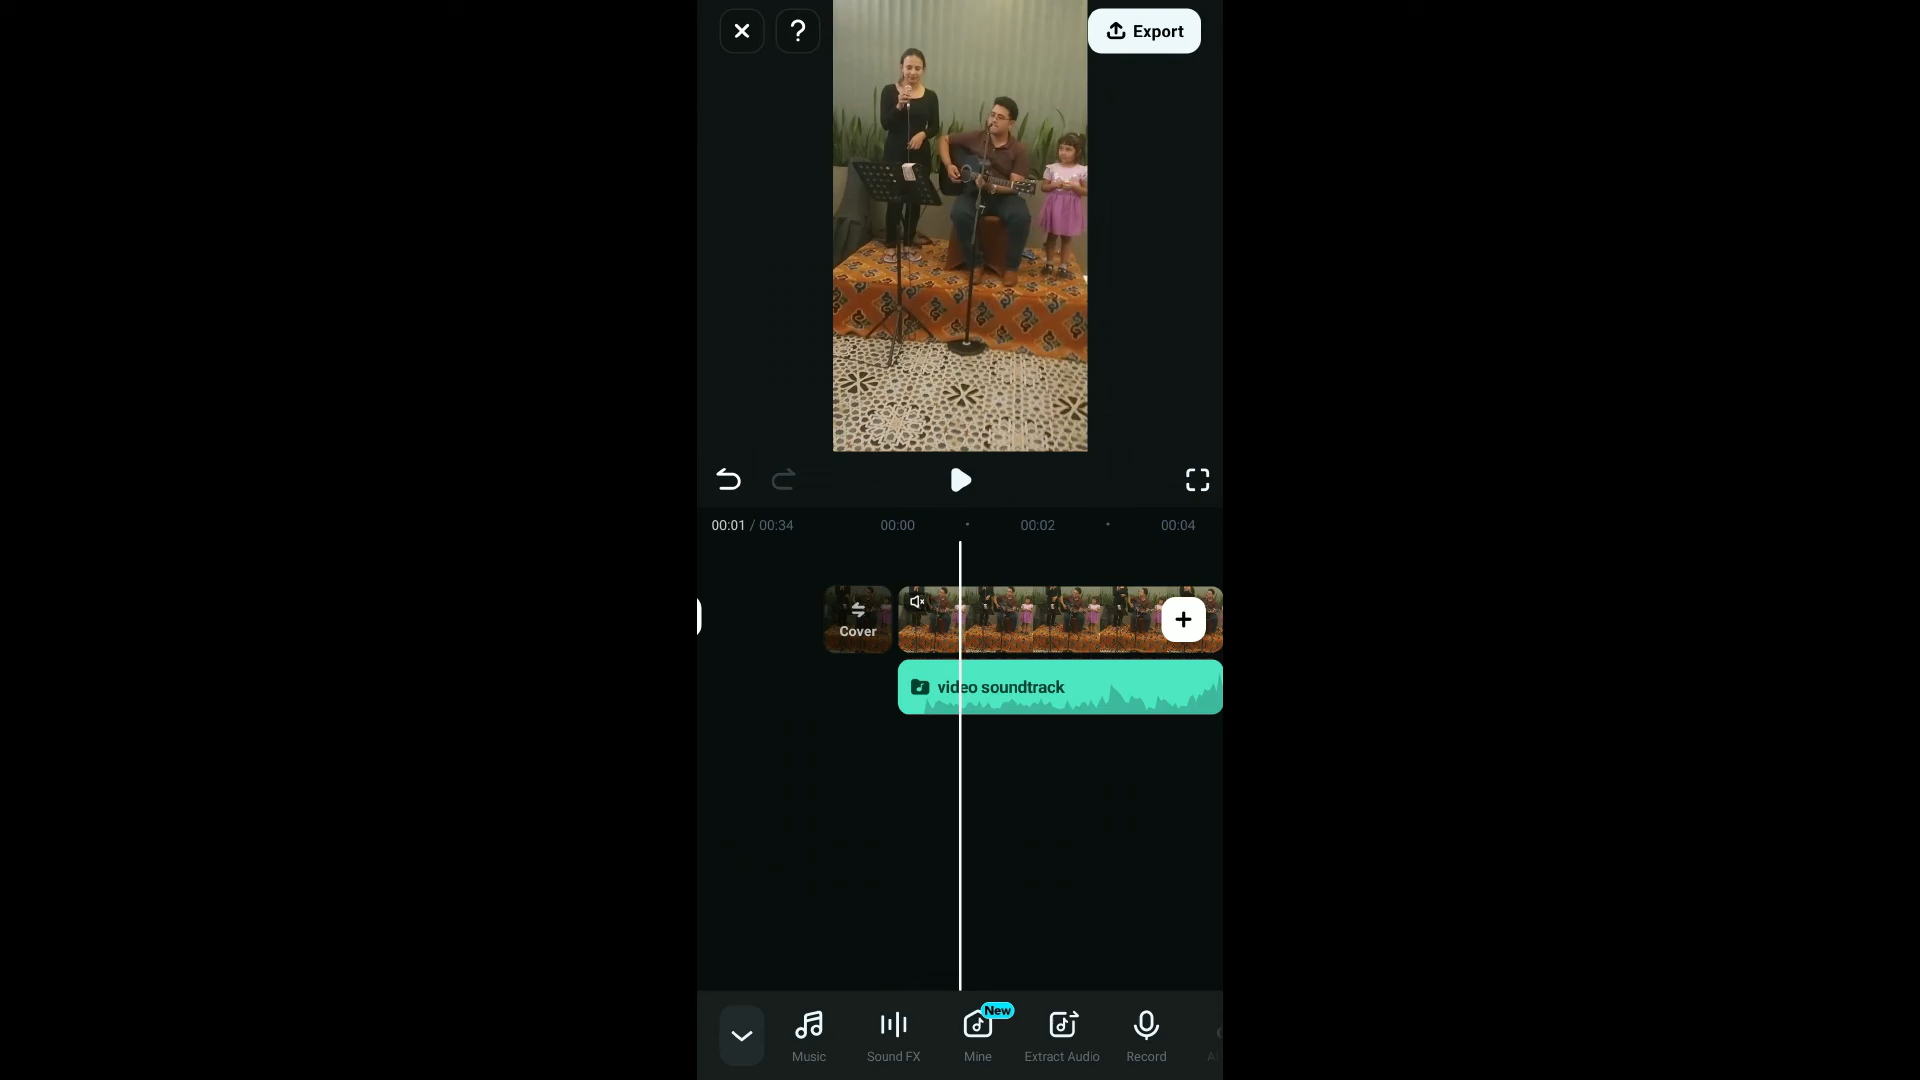 Export
00:01 / 00:34 00:00 00:02 00:04
Cover
video soundtrack
New
Music Sound FX Mine Extract Audio Record